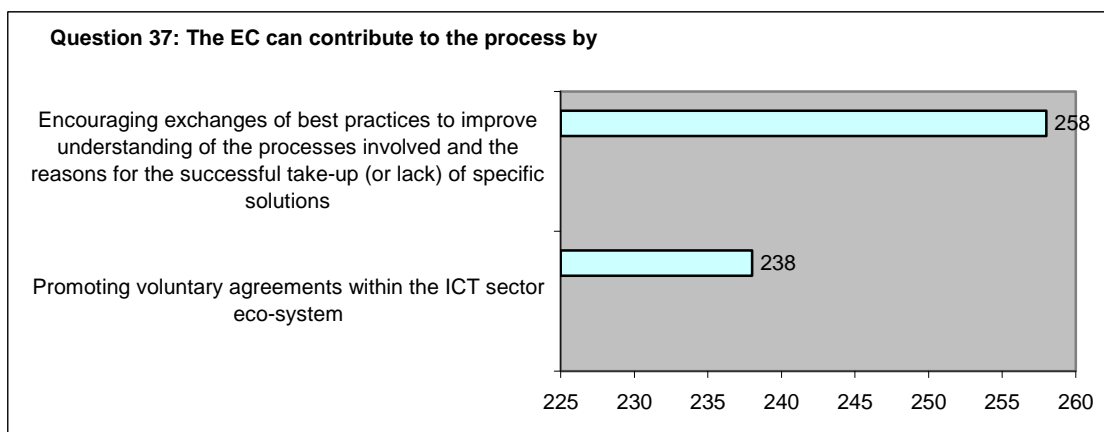 Question 37: The EC can contribute to the process by
Encouraging exchanges of best practices to improve
understanding of the processes involved and the
reasons for the successful take-up (or lack) of specific
solutions
258
Promoting voluntary agreements within the ICT sector
eco-system
238
225 230 235 240 245 250 255 260